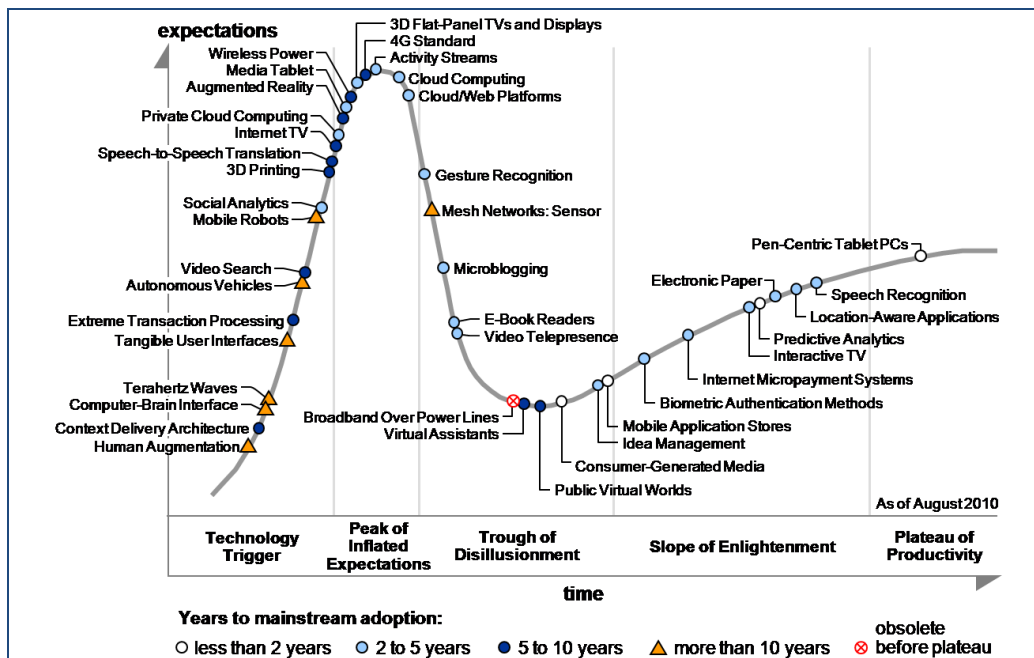 expectations
3D Flat-Panel TVs and Displays
4G Standard
Activity Streams
Wireless Power
Media Tablet
Augmented Reality
Cloud Computing
Cloud/Web Platforms
Private Cloud Computing
Internet TV
Speech-to-Speech Translation
3D Printing
Gesture Recognition
Social Analytics
Mobile Robots
Mesh Networks: Sensor
Video Search
Autonomous Vehicles
Microblogging
Extreme Transaction Processing
Tangible User Interfaces
E-Book Readers
Video Telepresence
Terahertz Waves
Computer-Brain Interface
Context Delivery Architecture
Human Augmentation
Broadband Over Power Lines
Virtual Assistants
Public Virtual Worlds
Consumer-Generated Media
Idea Management
Mobile Application Stores
Biometric Authentication Methods
Internet Micropayment Systems
Interactive TV
Predictive Analytics
Electronic Paper
Location-Aware Applications
Speech Recognition
Pen-Centric Tablet PCs
As of August 2010
Technology
Trigger
Peak of
Inflated
Expectations
Trough of
Disillusionment
Slope of Enlightenment
Plateau of
Productivity
time
Years to mainstream adoption:
less than 2 years
2 to 5 years
5 to 10 years
more than 10 years
obsolete
before plateau